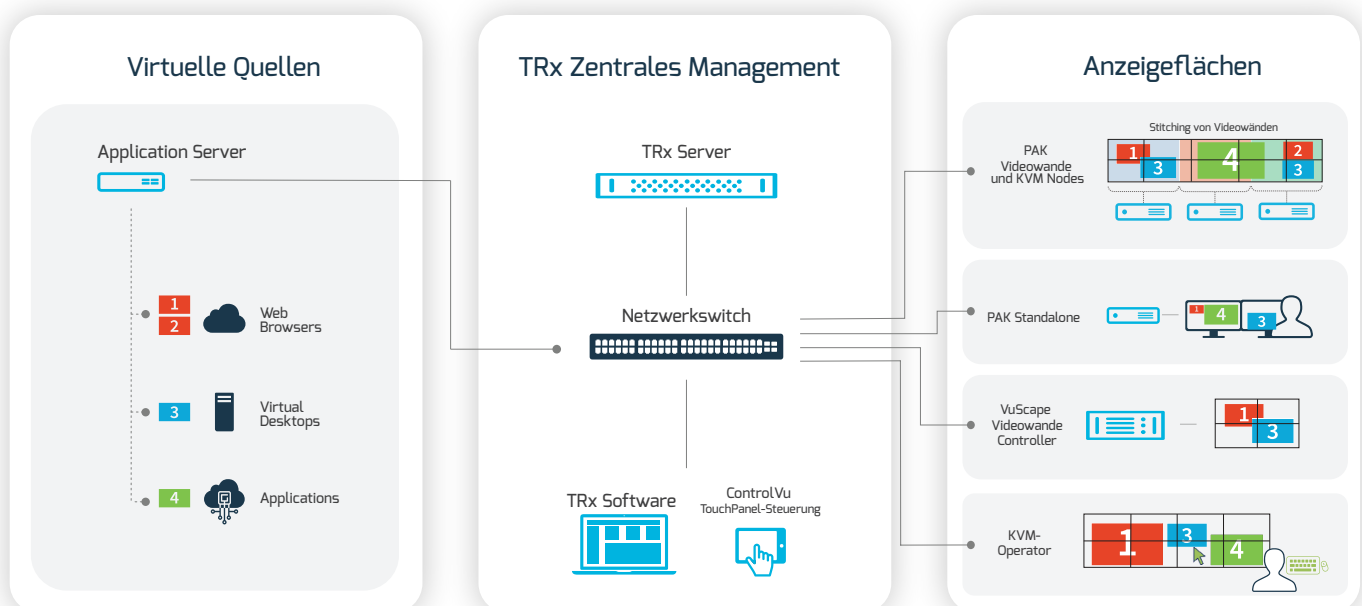 Virtuelle Quellen
Application Server
1
2
Web
Browsers
3
Virtual
Desktops
4
Applications
TRx Zentrales Management
TRx Server
Netzwerkswitch
TRx Software
ControlVu
TouchPanel-Steuerung
Anzeigeflächen
PAK
Videowande
und KVM Nodes
Stitching von Videowänden
1
3
4
2
3
PAK Standalone
1
4
3
VuScape
Videowande
Controller
1
3
KVM-
Operator
1
3
4